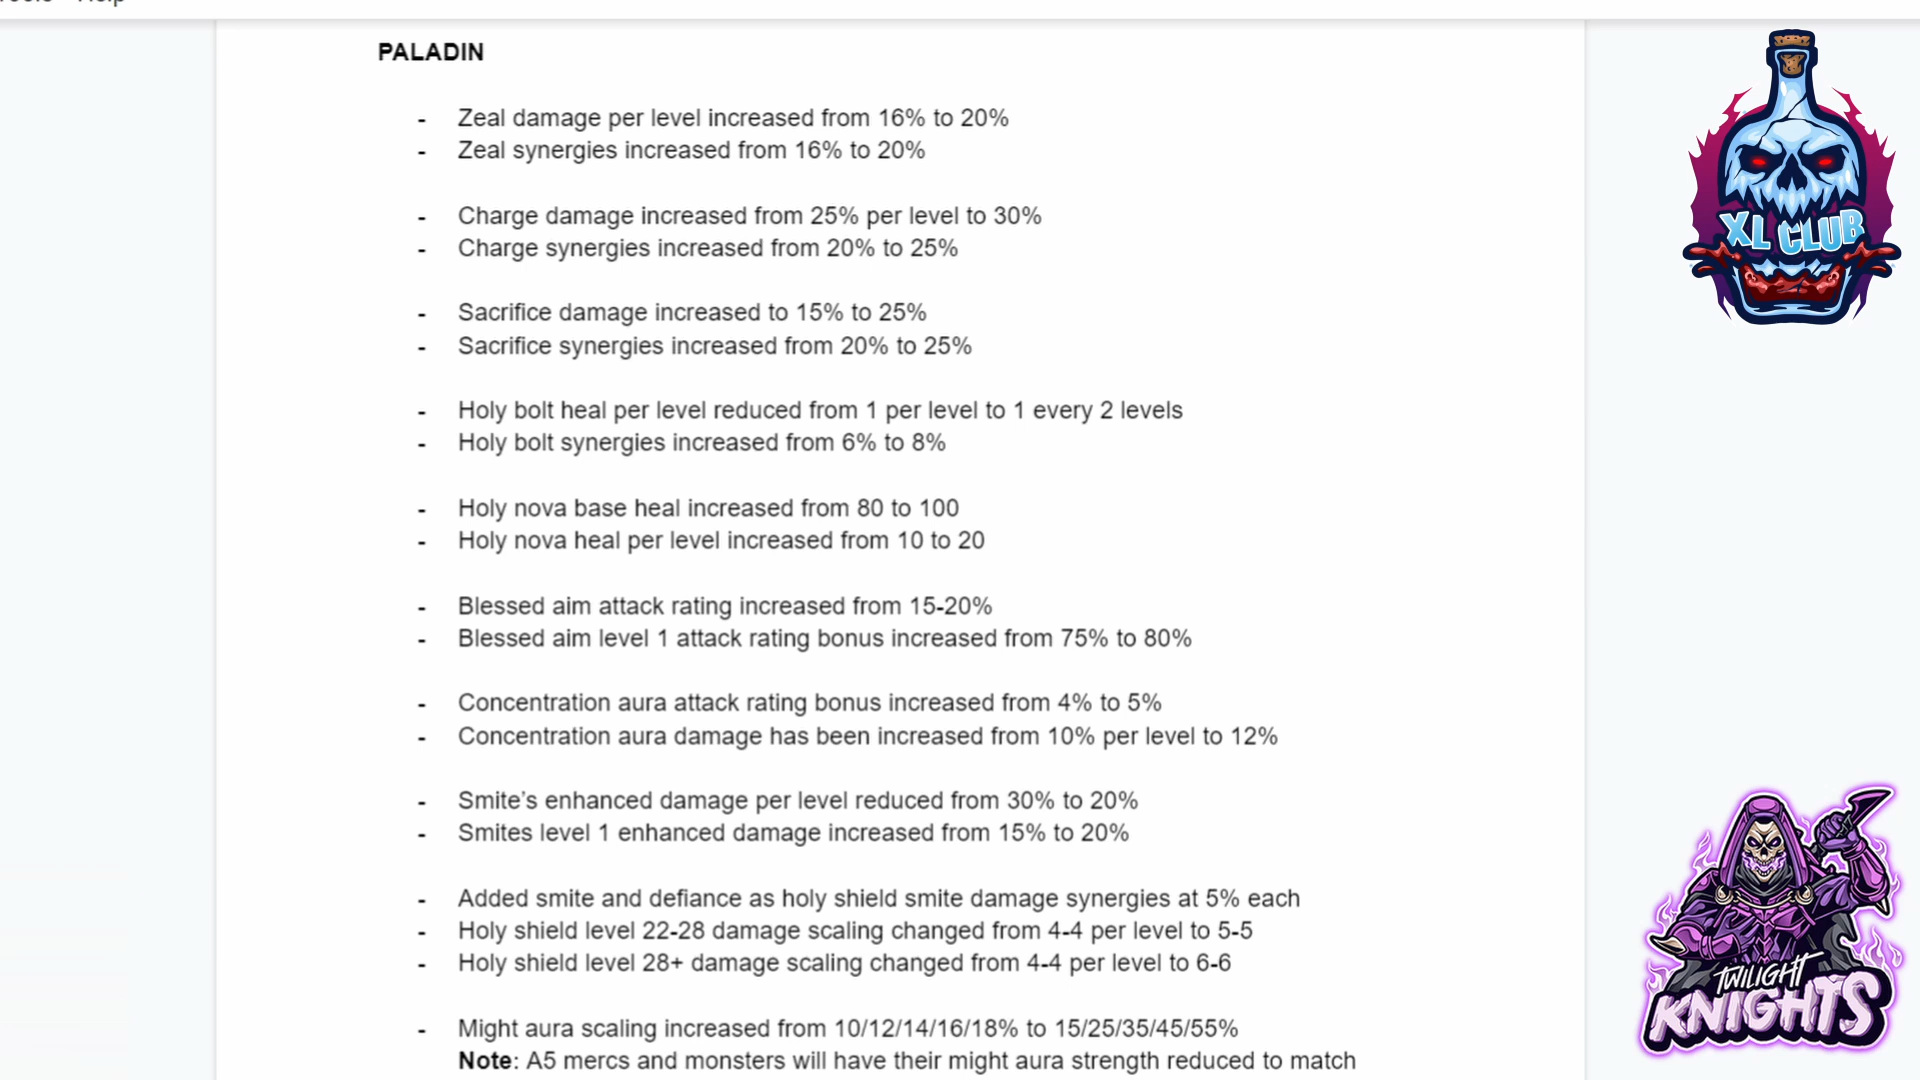 PALADIN
- Zeal damage per level increased from 16% to 20%
- Zeal synergies increased from 16% to 20%
- Charge damage increased from 25% per level to 30%
- Charge synergies increased from 20% to 25%
- Sacrifice damage increased to 15% to 25%
- Sacrifice synergies increased from 20% to 25%
- Holy bolt heal per level reduced from 1 per level to 1 every 2 levels
- Holy bolt synergies increased from 6% to 8%
- Holy nova base heal increased from 80 to 100
- Holy nova heal per level increased from 10 to 20
- Blessed aim attack rating increased from 15-20%
- Blessed aim level 1 attack rating bonus increased from 75% to 80%
- Concentration aura attack rating bonus increased from 4% to 5%
- Concentration aura damage has been increased from 10% per level to 12%
- Smite’s enhanced damage per level reduced from 30% to 20%
- Smites level 1 enhanced damage increased from 15% to 20%
- Added smite and defiance as holy shield smite damage synergies at 5% each
- Holy shield level 22-28 damage scaling changed from 4-4 per level to 5-5
- Holy shield level 28+ damage scaling changed from 4-4 per level to 6-6
- Might aura scaling increased from 10/12/14/16/18% to 15/25/35/45/55%
Note: A5 mercs and monsters will have their might aura strength reduced to match
XL CLUB
TWILIGHT
KNIGHTS